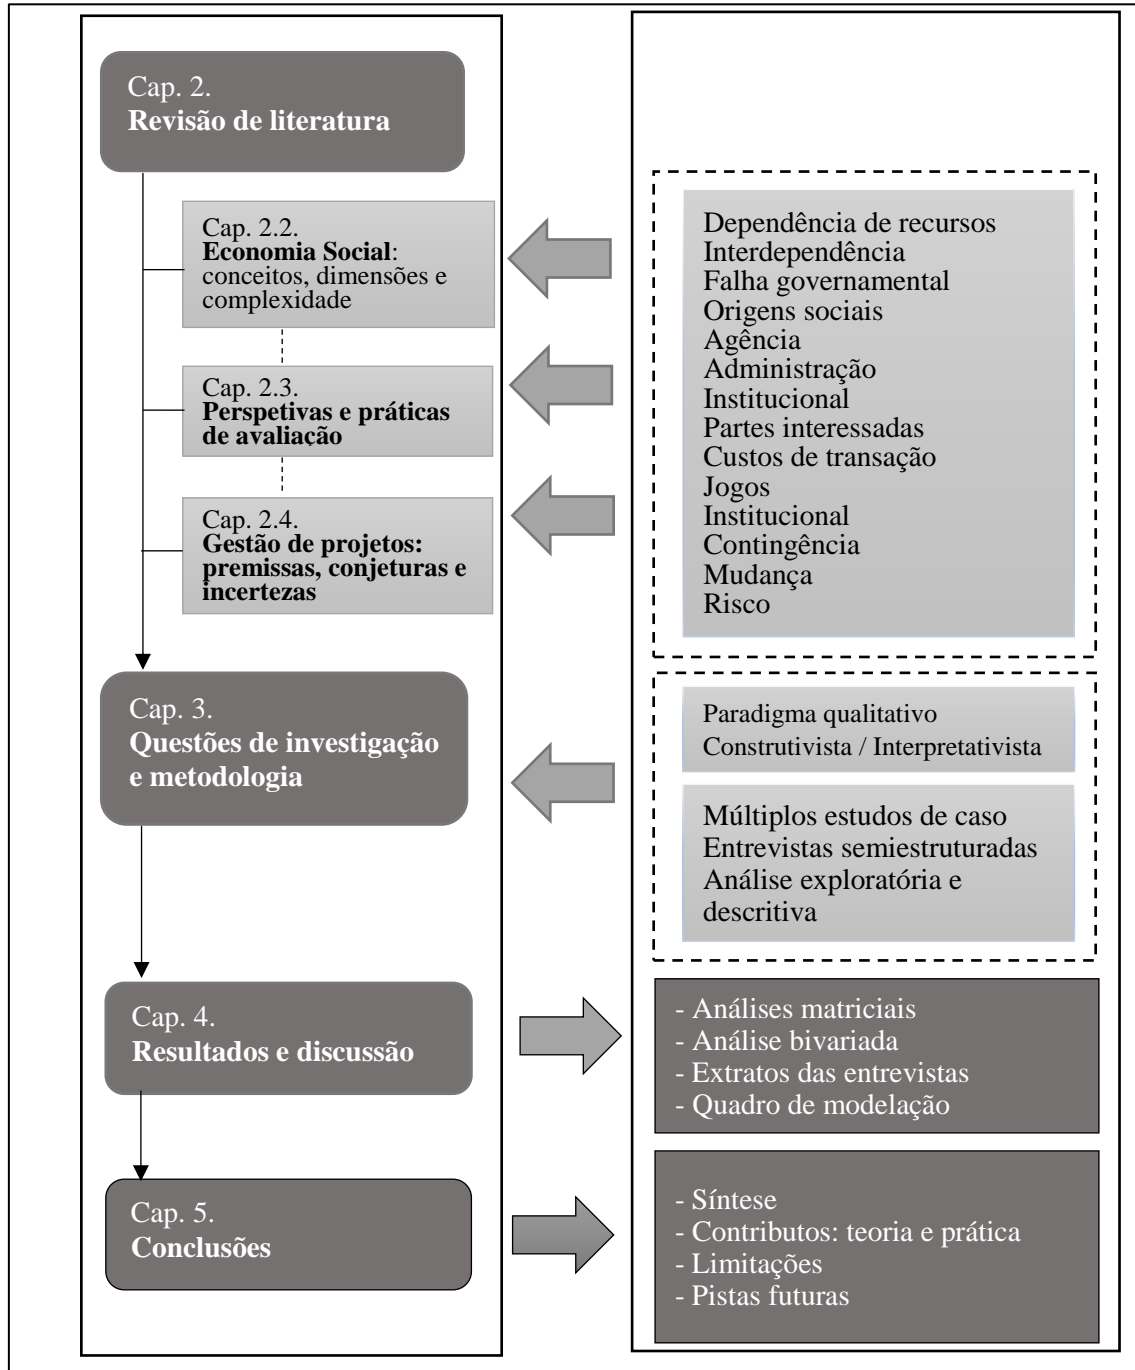 Cap. 2.
Revisão de literatura
Cap. 2.2.
Economia Social:
conceitos, dimensões e
complexidade
Cap. 2.3.
Perspetivas e práticas
de avaliação
Cap. 2.4.
Gestão de projetos:
premissas, conjeturas e
incertezas
Dependência de recursos
Interdependência
Falha governamental
Origens sociais
Agência
Administração
Institucional
Partes interessadas
Custos de transação
Jogos
Institucional
Contingência
Mudança
Risco
Cap. 3.
Questões de investigação
e metodologia
Paradigma qualitativo
Construtivista / Interpretativista
Múltiplos estudos de caso
Entrevistas semiestruturadas
Análise exploratória e
descritiva
Cap. 4.
Resultados e discussão
- Análises matriciais
- Análise bivariada
- Extratos das entrevistas
- Quadro de modelação
Cap. 5.
Conclusões
- Síntese
- Contributos: teoria e prática
- Limitações
- Pistas futuras